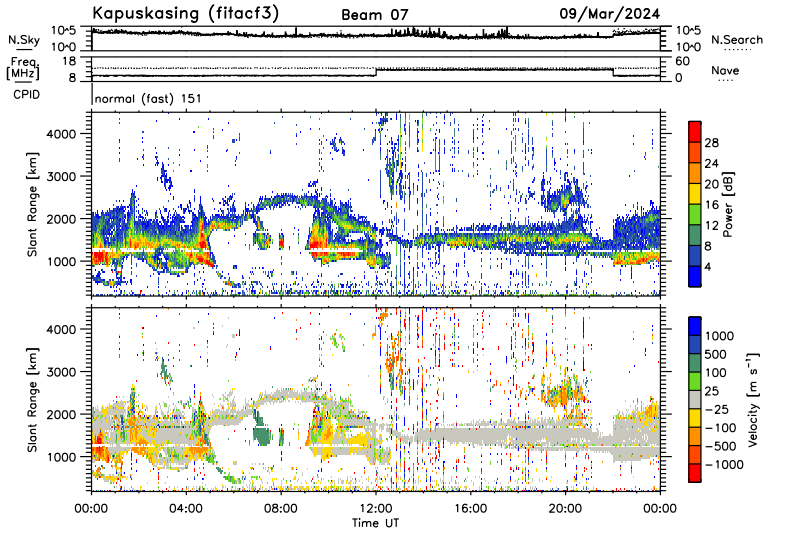 Kapuskasing (fitacf3) Beam 07 09/Mar/2024
N.Sky 10^5 10^0 10^5 10^0 N.Search
Freq. [MHz] 18 8 60 0 Nave
CPID normal (fast) 151
Slant Range [km] 4000 3000 2000 1000
28 24 20 16 12 8 4 Power [dB]
Slant Range [km] 4000 3000 2000 1000
1000 500 100 25 −25 −100 −500 −1000 Velocity [m s⁻¹]
00:00 04:00 08:00 12:00 16:00 20:00 00:00
Time UT